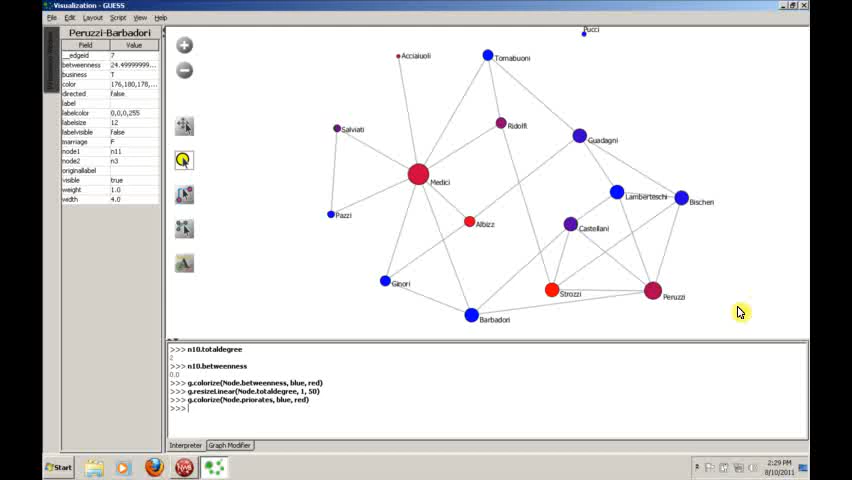 Visualization - GUESS
File Edit Layout Script View Help
Peruzzi-Barbadori
Field Value
__edgeid 7
betweenness 24.49999999...
business T
color 176,180,178,...
directed false
label
labelcolor 0,0,0,255
labelsize 12
labelvisible false
marriage F
node1 n11
node2 n3
originallabel
visible true
weight 1.0
width 4.0
Pucci
Acciaiuoli
Tornabuoni
Ridolfi
Salviati
Guadagni
Medici
Lamberteschi
Bischeri
Pazzi
Albizz
Castellani
Ginori
Strozzi
Peruzzi
Barbadori
>>> n10.totaldegree
2
>>> n10.betweenness
0.0
>>> g.colorize(Node.betweenness, blue, red)
>>> g.resizeLinear(Node.totaldegree, 1, 50)
>>> g.colorize(Node.priorates, blue, red)
>>>
Interpreter Graph Modifier
Start
2:29 PM
8/10/2011